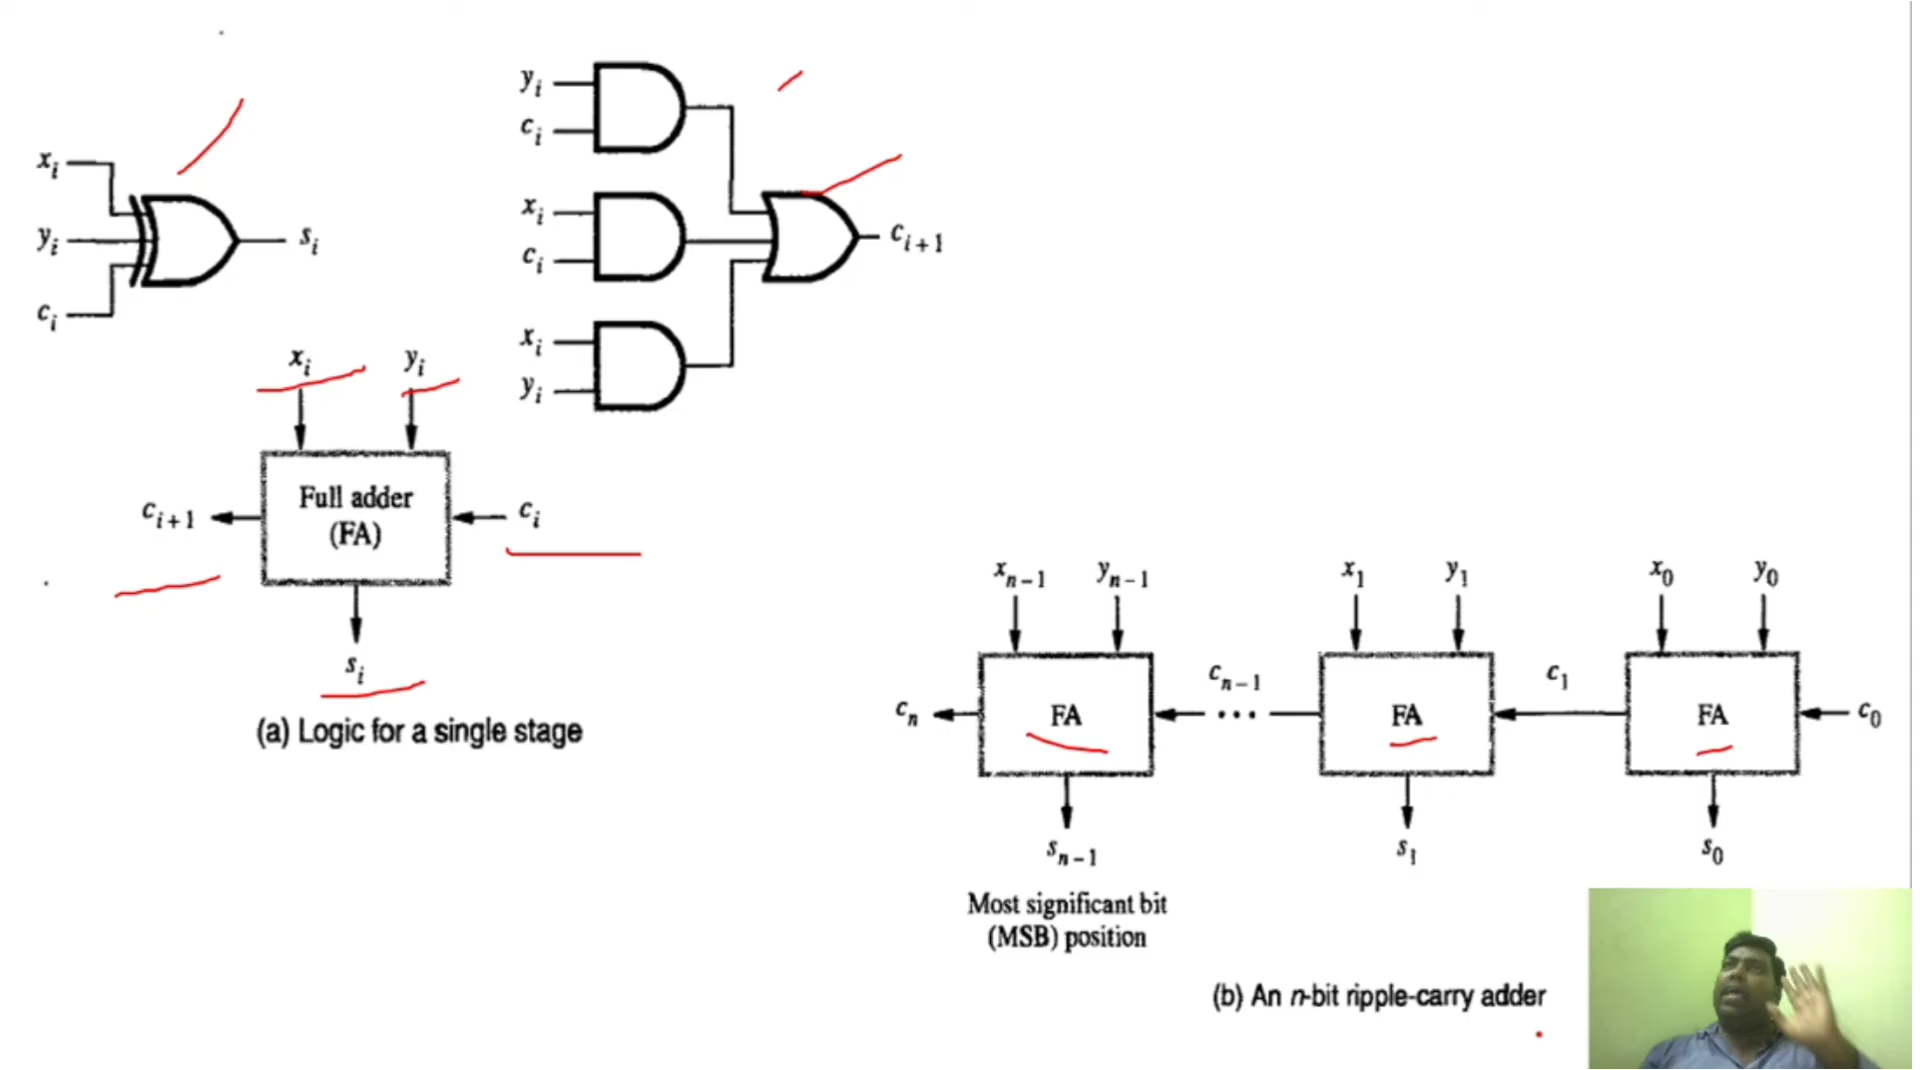 x_i
y_i
c_i
s_i
y_i
c_i
x_i
c_i
x_i
y_i
c_{i+1}
x_i y_i
Full adder
(FA)
c_{i+1}
c_i
s_i
(a) Logic for a single stage
x_{n-1} y_{n-1} x_1 y_1 x_0 y_0
c_n FA c_{n-1} ... FA c_1 FA c_0
s_{n-1} s_1 s_0
Most significant bit
(MSB) position
(b) An n-bit ripple-carry adder